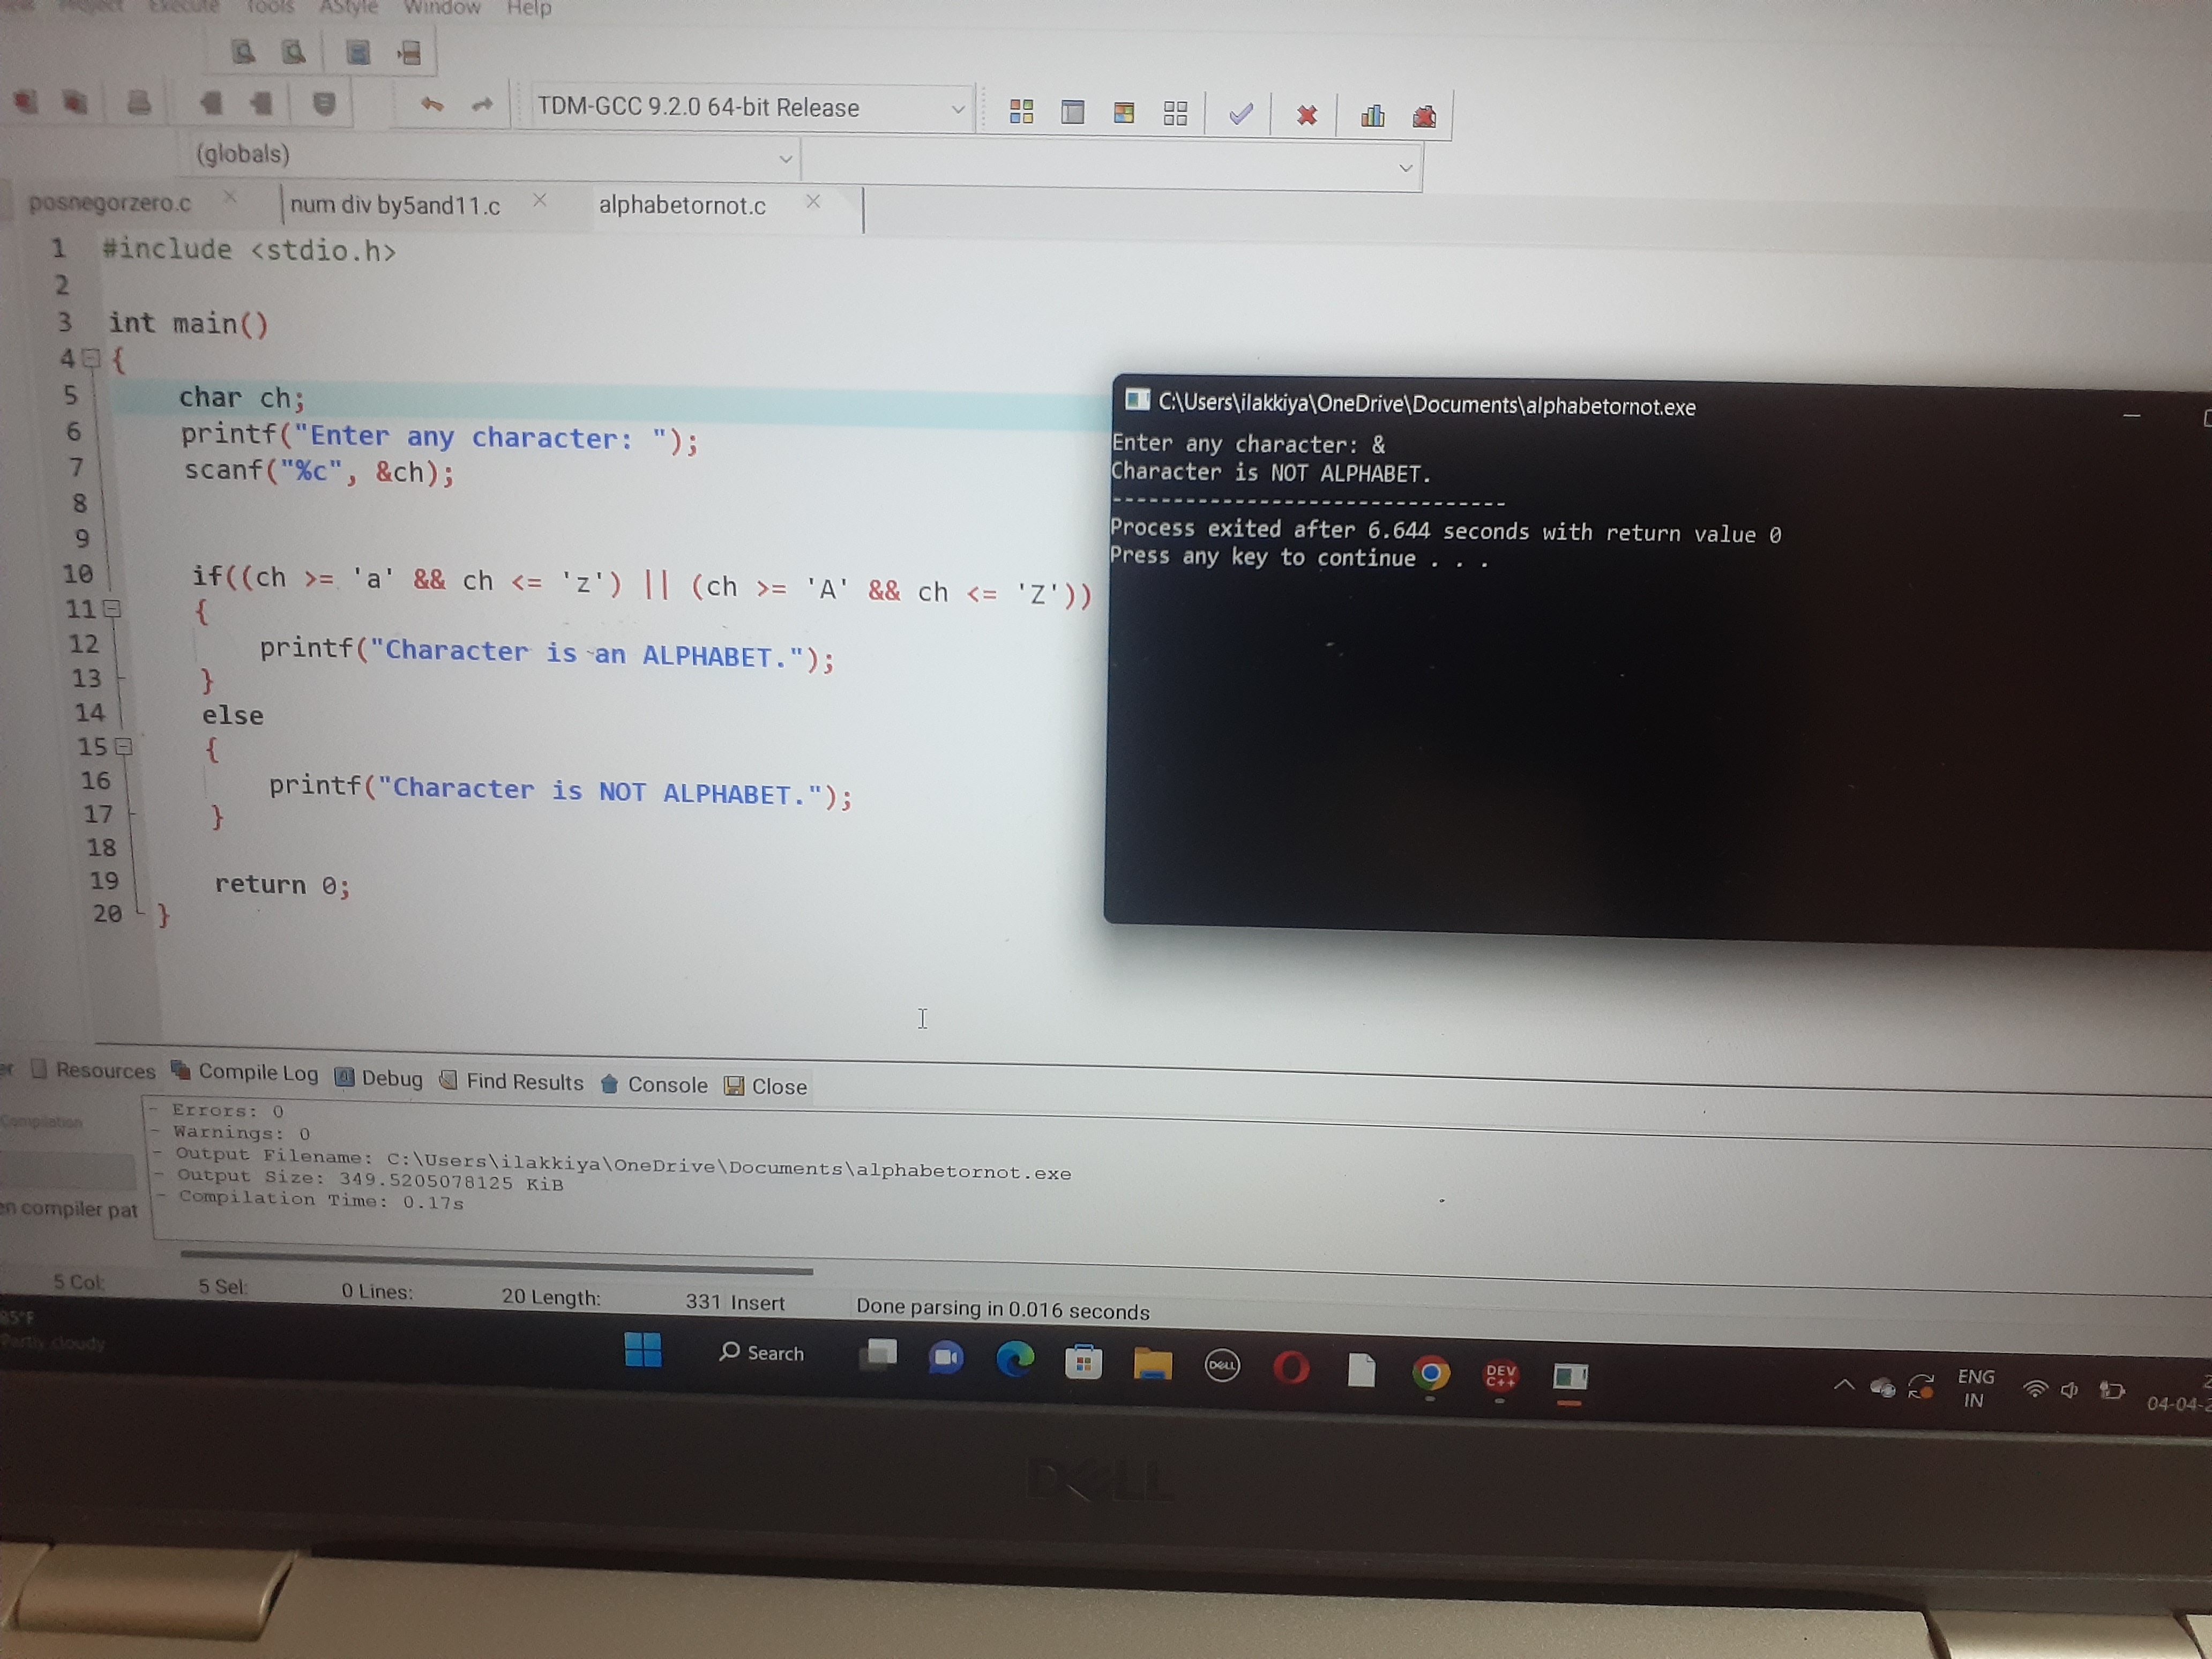 Project Execute Tools AStyle Window Help
TDM-GCC 9.2.0 64-bit Release
(globals)
posnegorzero.c num div by5and11.c alphabetornot.c
1 #include <stdio.h>
2
3 int main()
4 {
5 char ch;
6 printf("Enter any character: ");
7 scanf("%c", &ch);
8
9
10 if((ch >= 'a' && ch <= 'z') || (ch >= 'A' && ch <= 'Z'))
11 {
12 printf("Character is an ALPHABET.");
13 }
14 else
15 {
16 printf("Character is NOT ALPHABET.");
17 }
18
19 return 0;
20 }
C:\Users\ilakkiya\OneDrive\Documents\alphabetornot.exe
Enter any character: &
Character is NOT ALPHABET.
--------------------------------
Process exited after 6.644 seconds with return value 0
Press any key to continue . . .
Resources Compile Log Debug Find Results Console Close
Compilation
- Errors: 0
- Warnings: 0
- Output Filename: C:\Users\ilakkiya\OneDrive\Documents\alphabetornot.exe
- Output Size: 349.5205078125 KiB
- Compilation Time: 0.17s
compiler pat
5 Col: 5 Sel: 0 Lines: 20 Length: 331 Insert Done parsing in 0.016 seconds
Partly cloudy
Search
DELL
DEV C++
ENG
IN
04-04-2
DELL